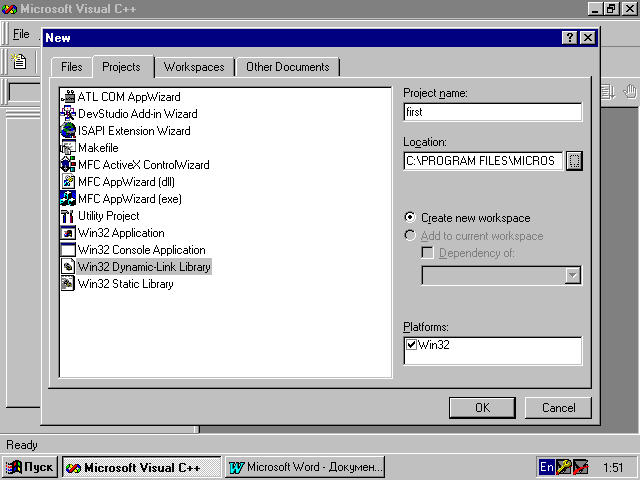 Microsoft Visual C++
File
New
Files
Projects
Workspaces
Other Documents
ATL COM AppWizard
DevStudio Add-in Wizard
ISAPI Extension Wizard
Makefile
MFC ActiveX ControlWizard
MFC AppWizard (dll)
MFC AppWizard (exe)
Utility Project
Win32 Application
Win32 Console Application
Win32 Dynamic-Link Library
Win32 Static Library
Project name:
first
Location:
C:\PROGRAM FILES\MICROS
...
Create new workspace
Add to current workspace
Dependency of:
Platforms:
Win32
OK
Cancel
Ready
Пуск
Microsoft Visual C++
Microsoft Word - Докумен...
En
1:51